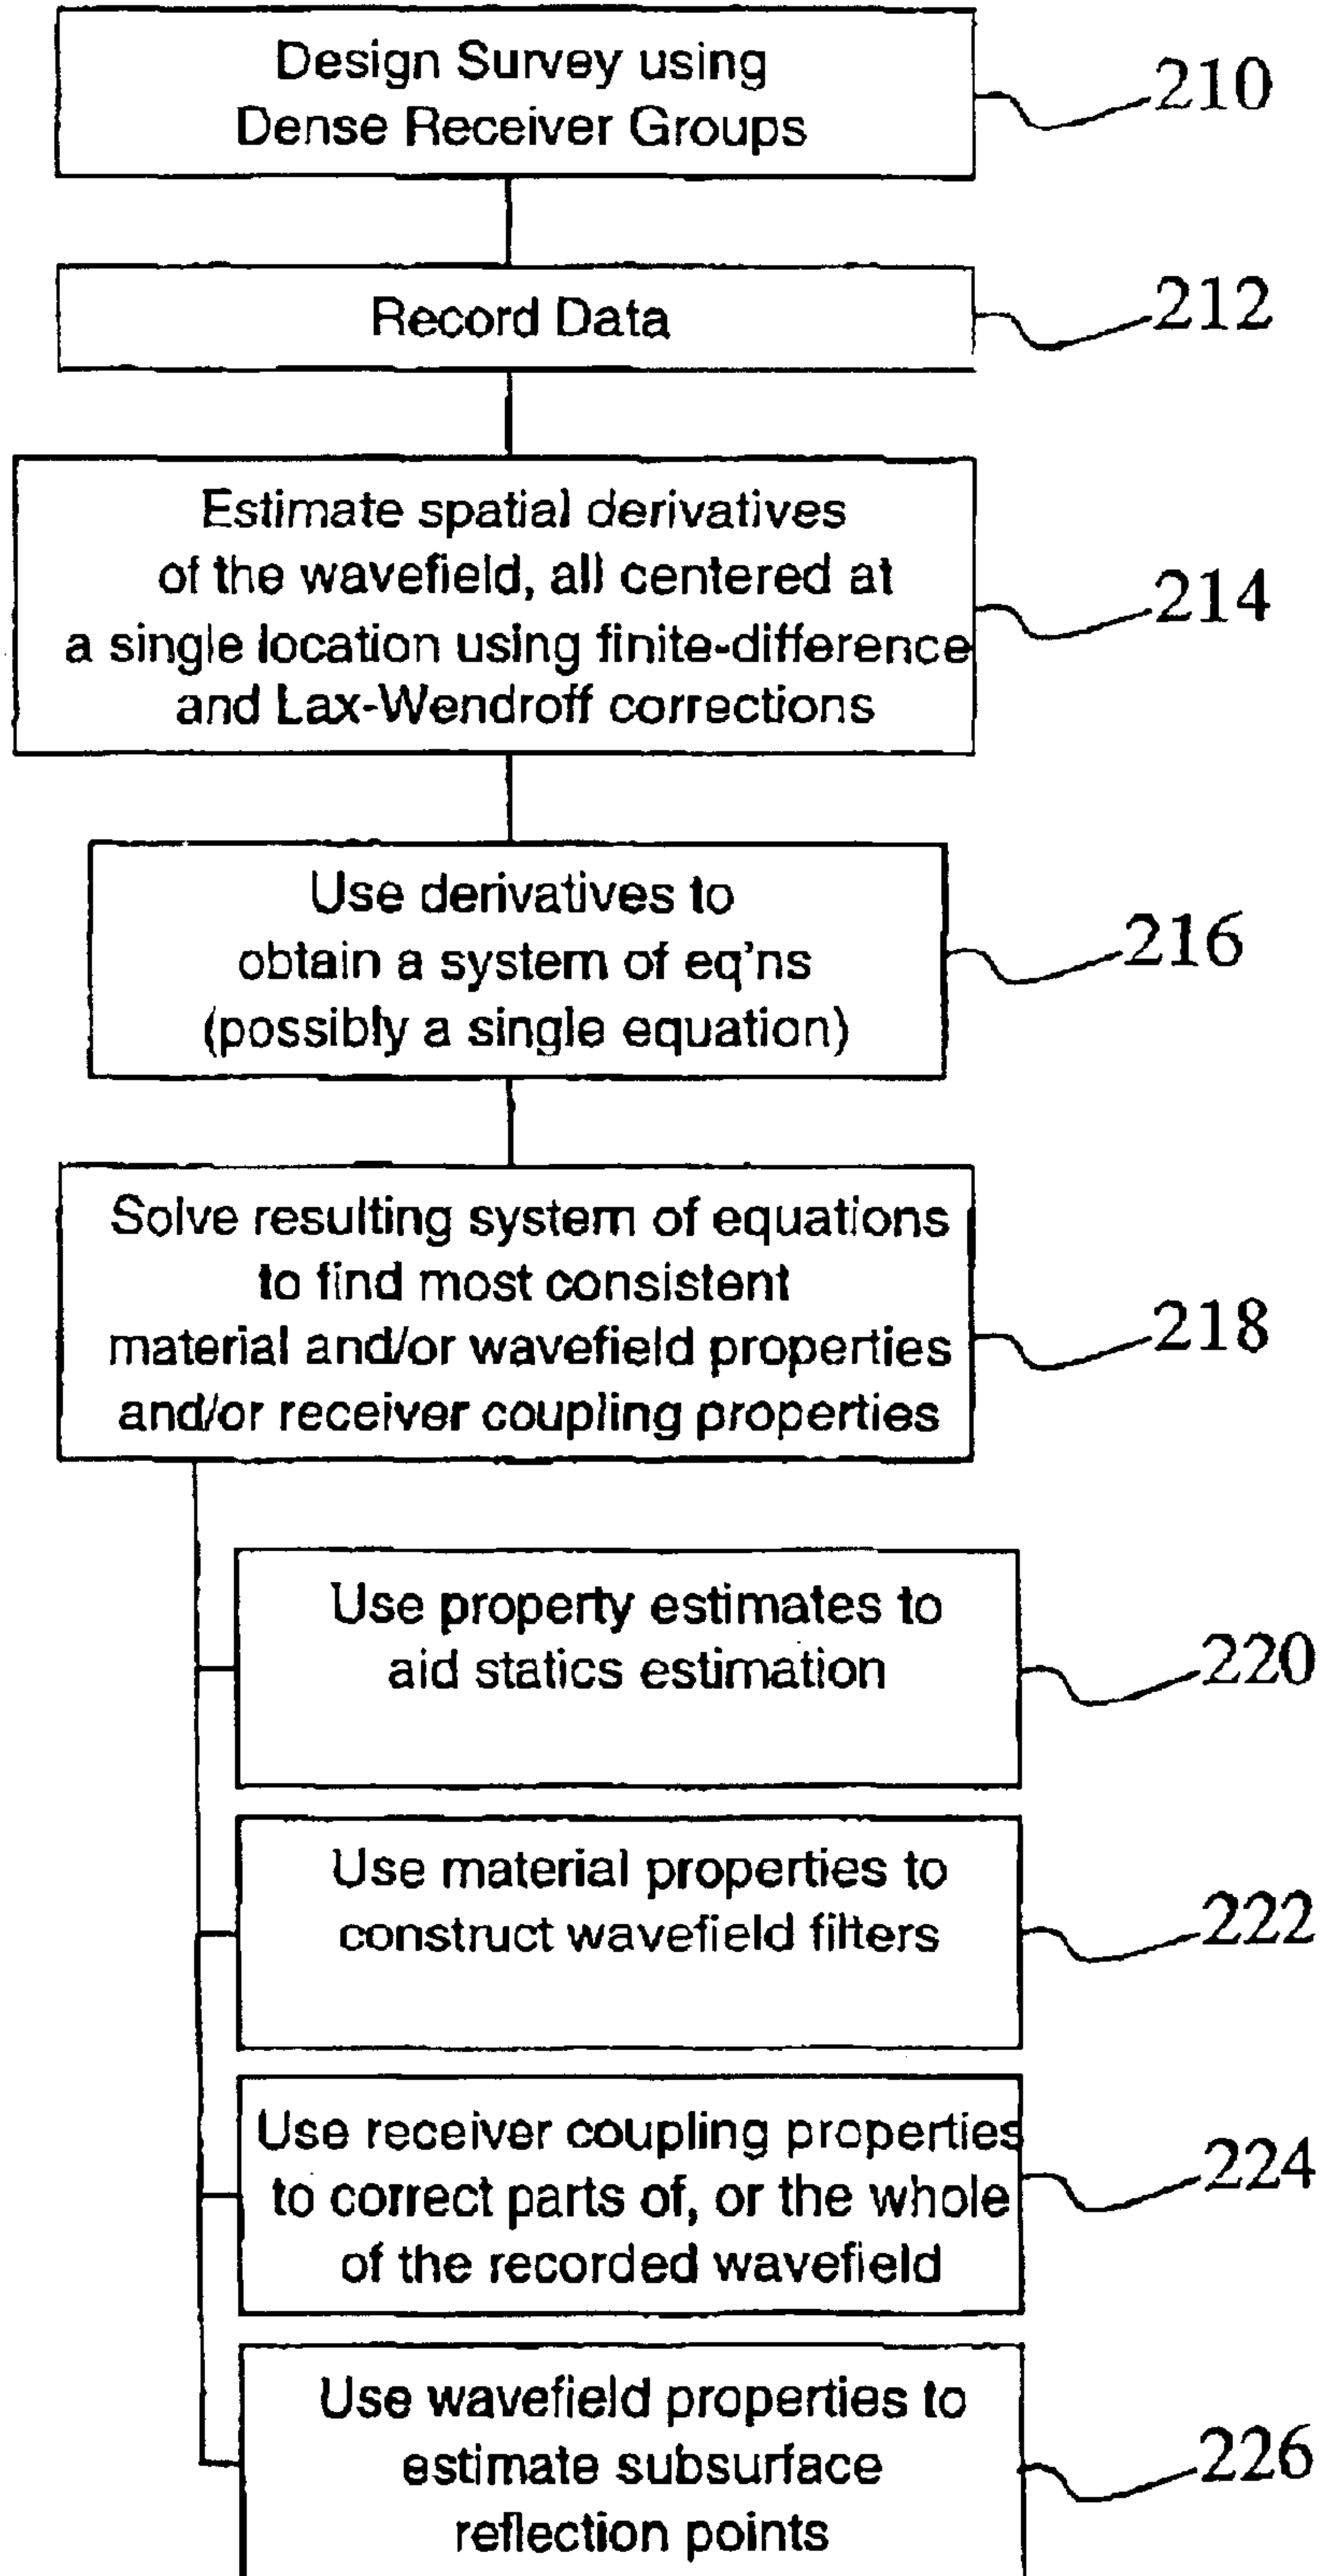 Design Survey using
Dense Receiver Groups
210
Record Data
212
Estimate spatial derivatives
of the wavefield, all centered at
a single location using finite-difference
and Lax-Wendroff corrections
214
Use derivatives to
obtain a system of eq'ns
(possibly a single equation)
216
Solve resulting system of equations
to find most consistent
material and/or wavefield properties
and/or receiver coupling properties
218
Use property estimates to
aid statics estimation
220
Use material properties to
construct wavefield filters
222
Use receiver coupling properties
to correct parts of, or the whole
of the recorded wavefield
224
Use wavefield properties to
estimate subsurface
reflection points
226